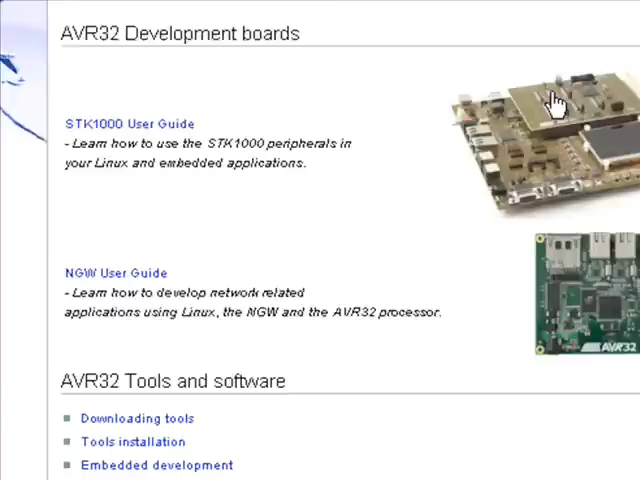 AVR32 Development boards
STK1000 User Guide
- Learn how to use the STK1000 peripherals in
your Linux and embedded applications.
NGW User Guide
- Learn how to develop network related
applications using Linux, the NGW and the AVR32 processor.
AVR32
AVR32 Tools and software
Downloading tools
Tools installation
Embedded development